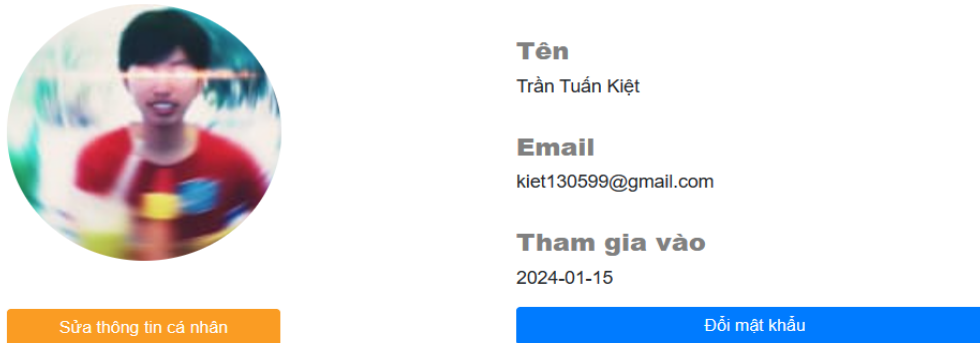 Tên
Trần Tuấn Kiệt
Email
kiet130599@gmail.com
Tham gia vào
2024-01-15
Sửa thông tin cá nhân
Đổi mật khẩu